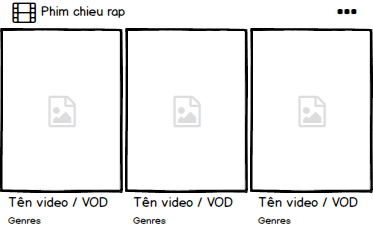 Phim chieu rap
Tên video / VOD
Genres
Tên video / VOD
Genres
Tên video / VOD
Genres